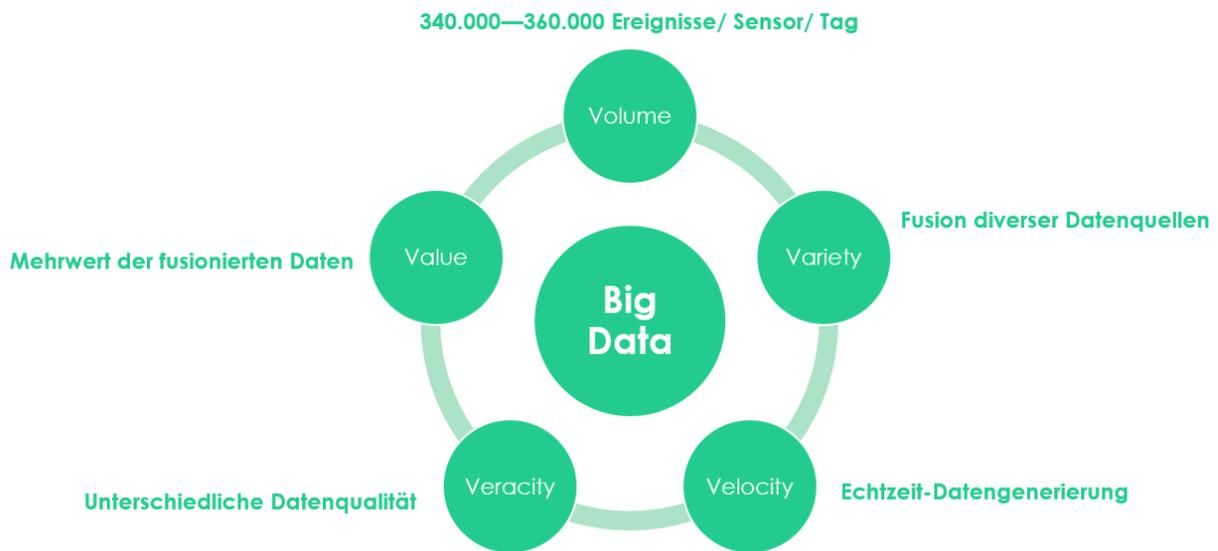 340.000—360.000 Ereignisse/ Sensor/ Tag
Volume
Fusion diverser Datenquellen
Variety
Value
Mehrwert der fusionierten Daten
Big
Data
Veracity
Velocity
Unterschiedliche Datenqualität
Echtzeit-Datengenerierung